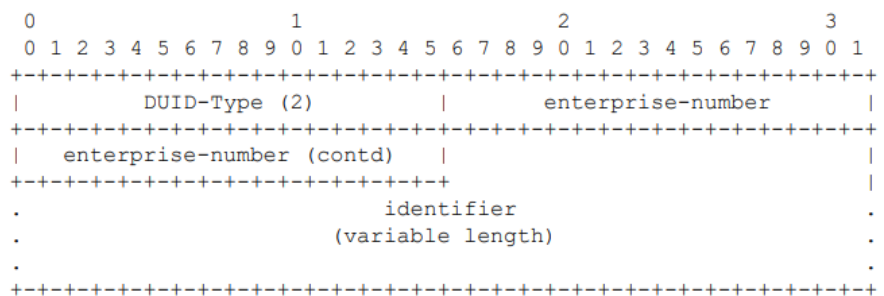 0                   1                   2                   3
 0 1 2 3 4 5 6 7 8 9 0 1 2 3 4 5 6 7 8 9 0 1 2 3 4 5 6 7 8 9 0 1
+-+-+-+-+-+-+-+-+-+-+-+-+-+-+-+-+-+-+-+-+-+-+-+-+-+-+-+-+-+-+-+-+
|         DUID-Type (2)         |       enterprise-number       |
+-+-+-+-+-+-+-+-+-+-+-+-+-+-+-+-+-+-+-+-+-+-+-+-+-+-+-+-+-+-+-+-+
|   enterprise-number (contd)   |                               |
+-+-+-+-+-+-+-+-+-+-+-+-+-+-+-+-+                               |
.                           identifier                          .
.                       (variable length)                       .
.                                                               .
+-+-+-+-+-+-+-+-+-+-+-+-+-+-+-+-+-+-+-+-+-+-+-+-+-+-+-+-+-+-+-+-+